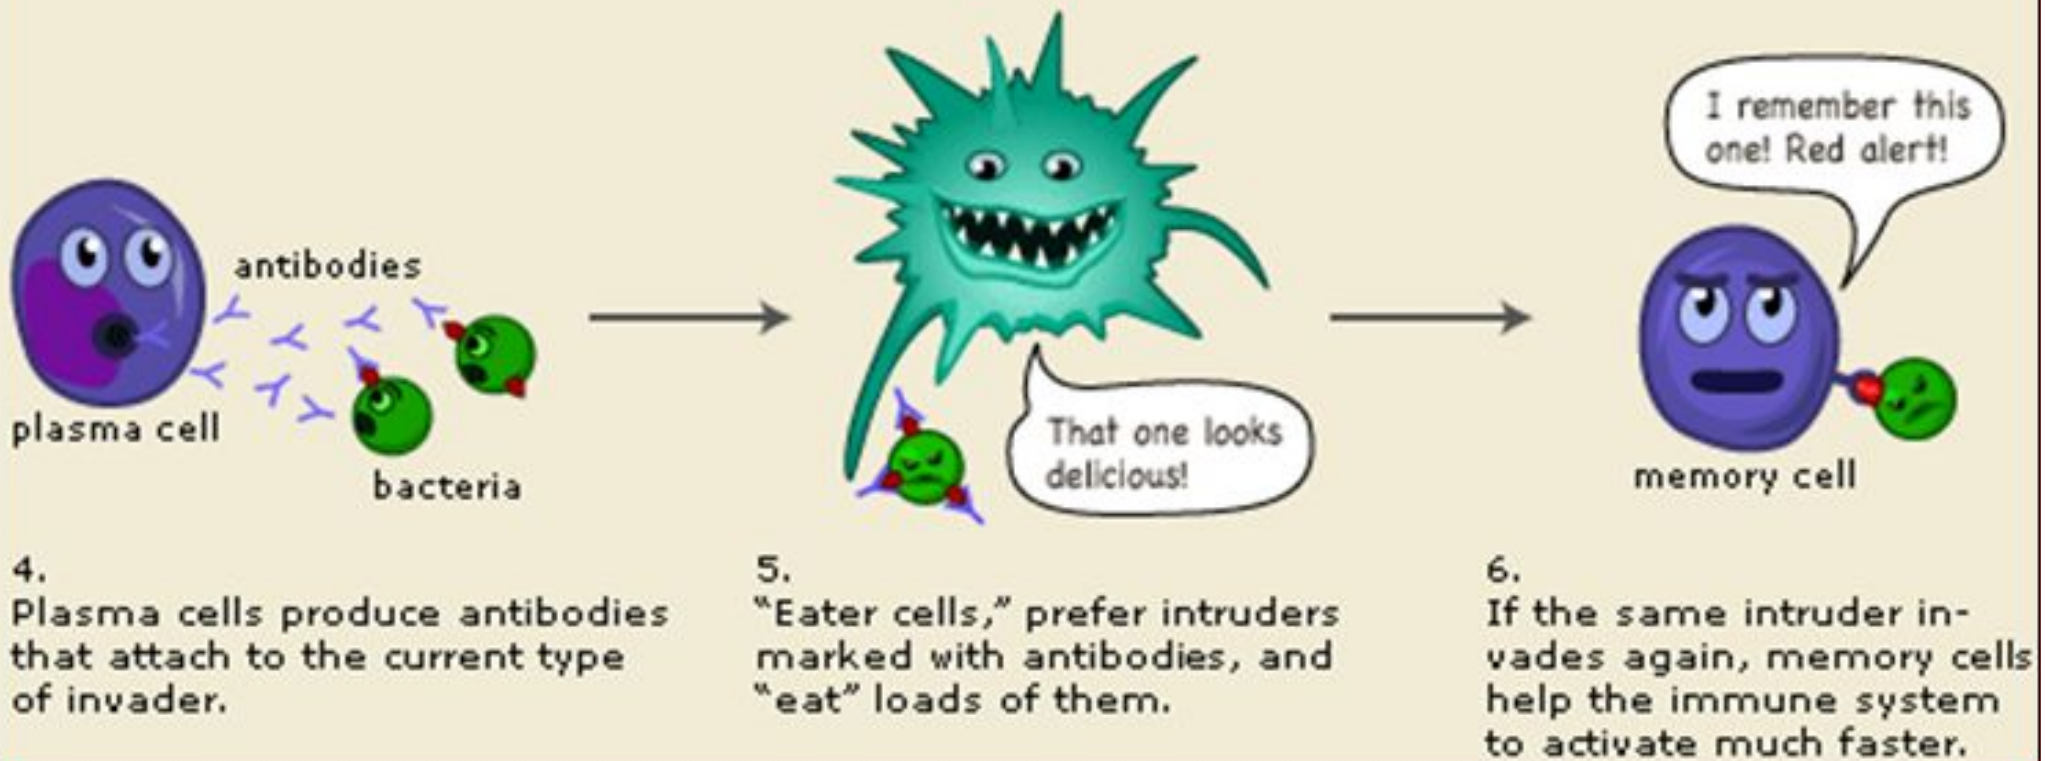 antibodies
plasma cell
bacteria
4.
Plasma cells produce antibodies
that attach to the current type
of invader.
That one looks
delicious!
5.
“Eater cells,” prefer intruders
marked with antibodies, and
“eat” loads of them.
I remember this
one! Red alert!
memory cell
6.
If the same intruder in-
vades again, memory cells
help the immune system
to activate much faster.